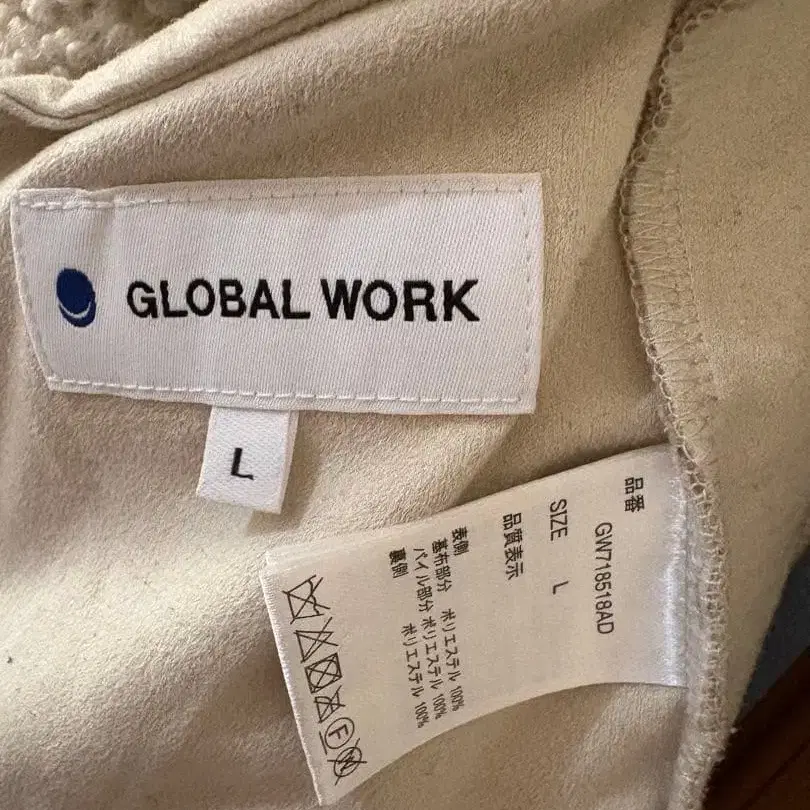 GLOBAL WORK
L
品番 GW718518AD
SIZE L
品質表示
表側
基布部分 ポリエステル 100%
パイル部分 ポリエステル 100%
裏側 ポリエステル 100%
F
W